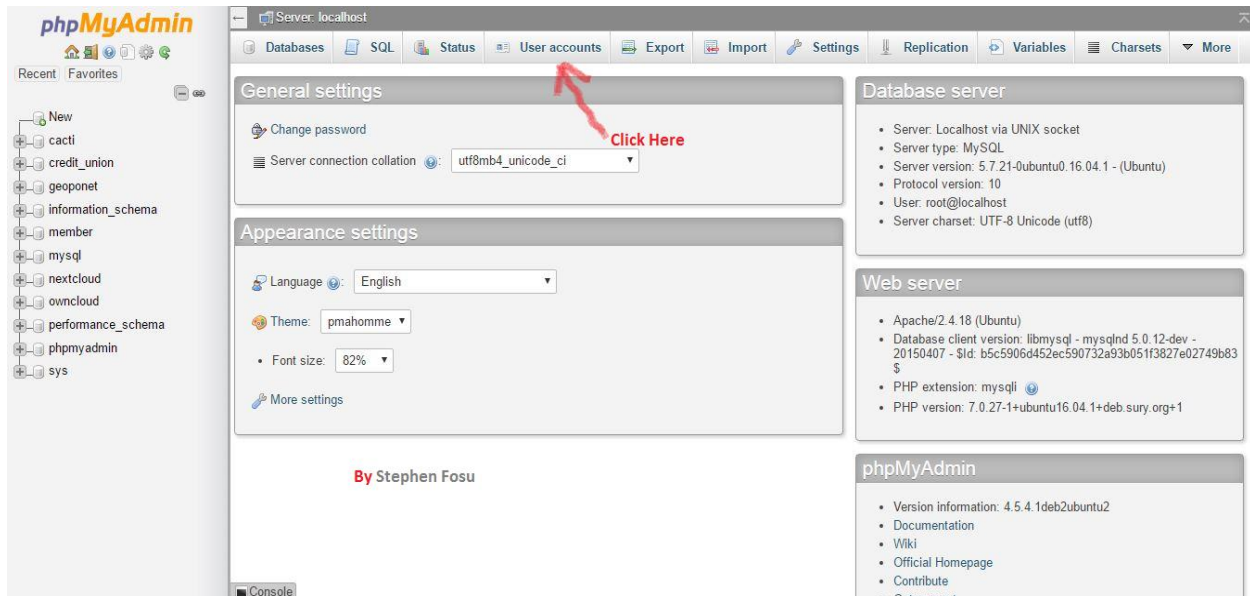 phpMyAdmin
Recent Favorites
New
cacti
credit_union
geoponet
information_schema
member
mysql
nextcloud
owncloud
performance_schema
phpmyadmin
sys
Server: localhost
Databases SQL Status User accounts Export Import Settings Replication Variables Charsets More
General settings
Change password
Server connection collation : utf8mb4_unicode_ci
Click Here
Appearance settings
Language : English
Theme: pmahomme
• Font size: 82%
More settings
By Stephen Fosu
Console
Database server
• Server: Localhost via UNIX socket
• Server type: MySQL
• Server version: 5.7.21-0ubuntu0.16.04.1 - (Ubuntu)
• Protocol version: 10
• User: root@localhost
• Server charset: UTF-8 Unicode (utf8)
Web server
• Apache/2.4.18 (Ubuntu)
• Database client version: libmysql - mysqlnd 5.0.12-dev -
20150407 - $Id: b5c5906d452ec590732a93b051f3827e02749b83
$
• PHP extension: mysqli
• PHP version: 7.0.27-1+ubuntu16.04.1+deb.sury.org+1
phpMyAdmin
• Version information: 4.5.4.1deb2ubuntu2
• Documentation
• Wiki
• Official Homepage
• Contribute